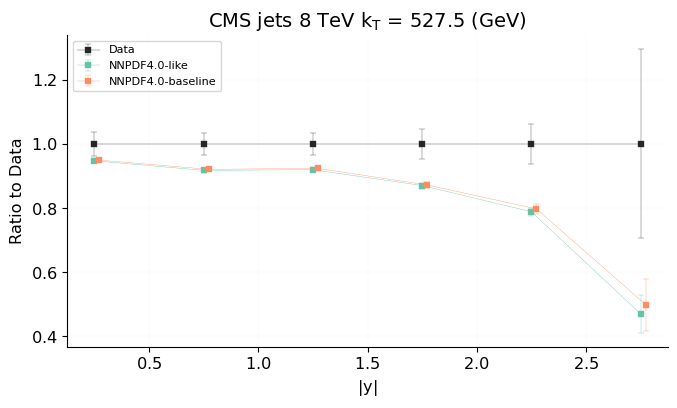 CMS jets 8 TeV k_T = 527.5 (GeV)
Data
NNPDF4.0-like
NNPDF4.0-baseline
Ratio to Data
1.2
1.0
0.8
0.6
0.4
0.5 1.0 1.5 2.0 2.5
|y|